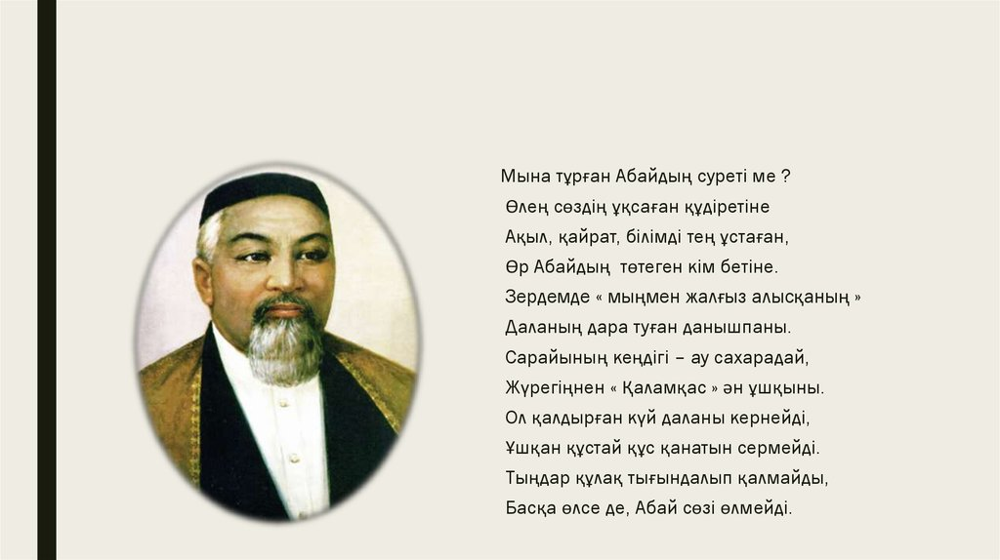 Мына тұрған Абайдың суреті ме ?
Өлең сөздің ұқсаған құдіретіне
Ақыл, қайрат, білімді тең ұстаған,
Өр Абайдың төтеген кім бетіне.
Зердемде « мыңмен жалғыз алысқаның »
Даланың дара туған данышпаны.
Сарайының кеңдігі – ау сахарадай,
Жүрегіңнен « Қаламқас » ән ұшқыны.
Ол қалдырған күй даланы кернейді,
Ұшқан құстай құс қанатын сермейді.
Тыңдар құлақ тығындалып қалмайды,
Басқа өлсе де, Абай сөзі өлмейді.